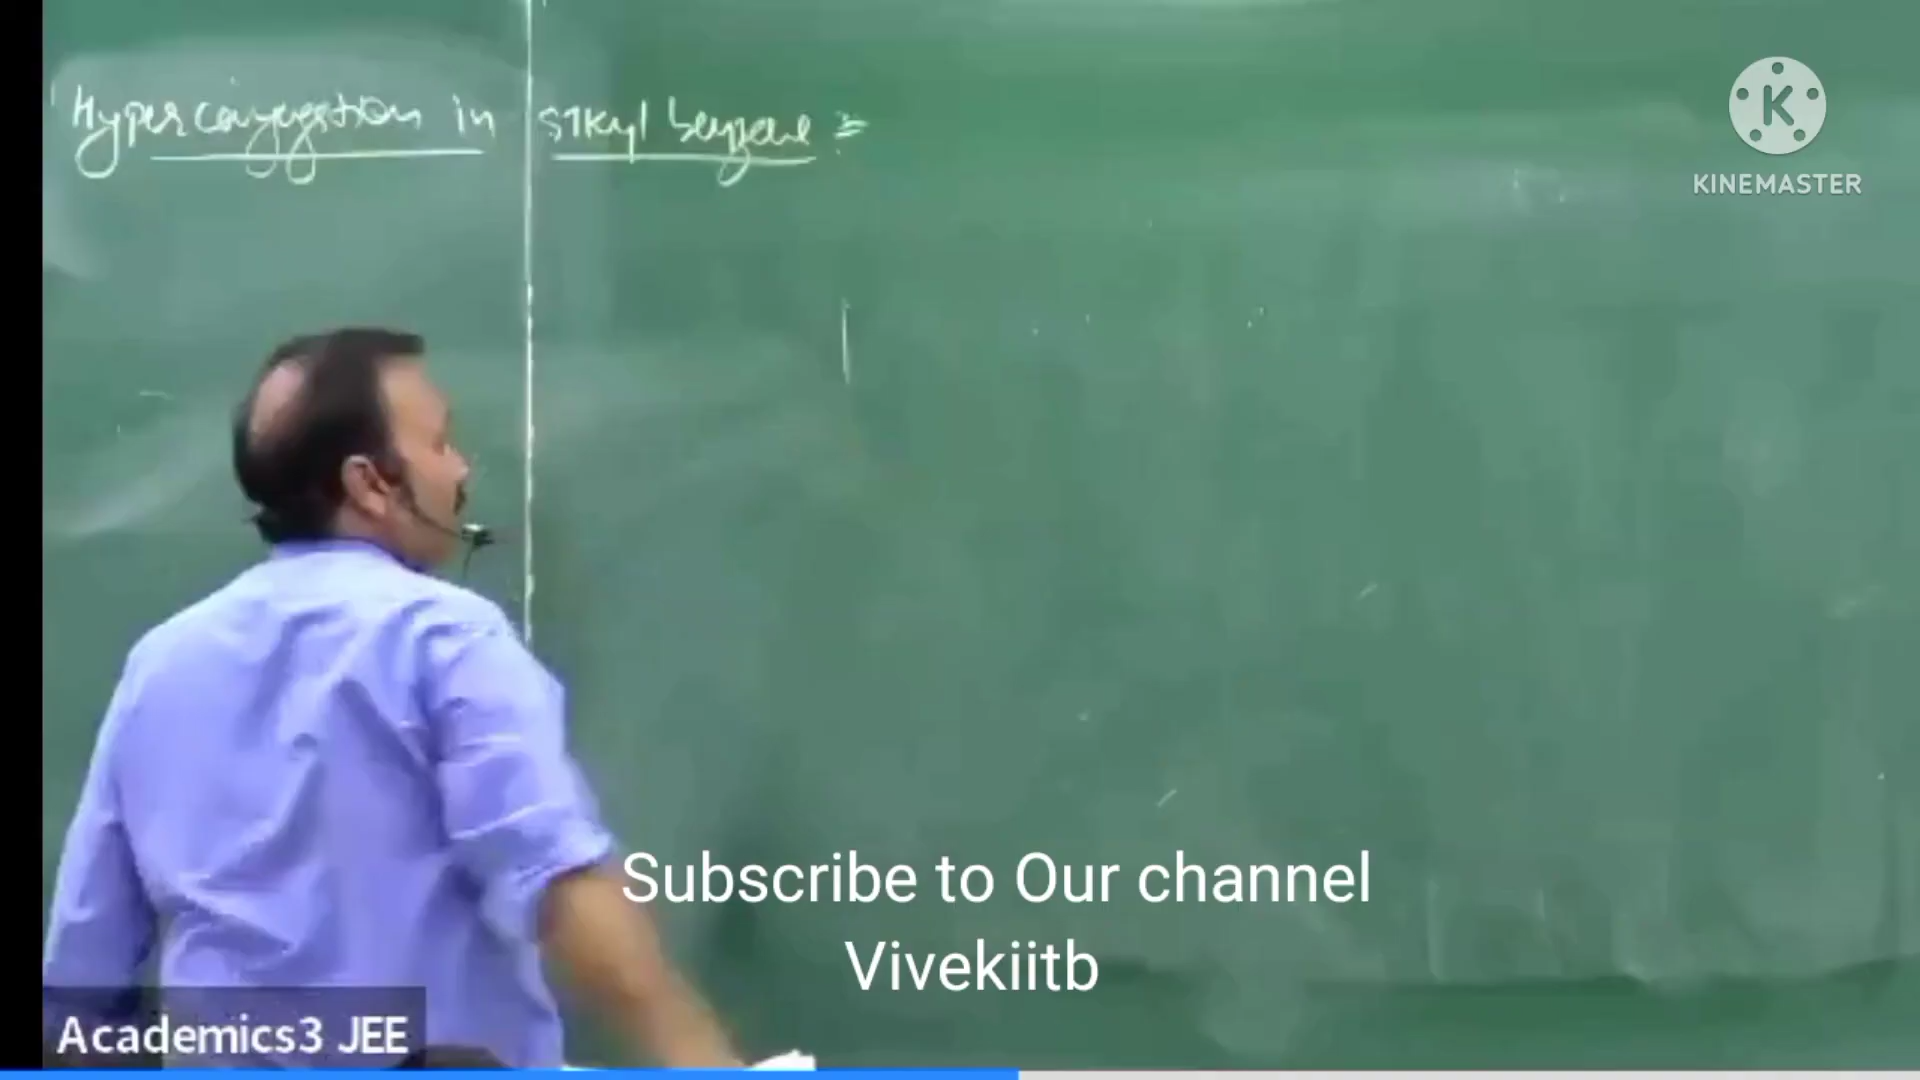 Hyperconjugation in alkyl benzene :-
KINEMASTER
Subscribe to Our channel
Vivekiitb
Academics3 JEE